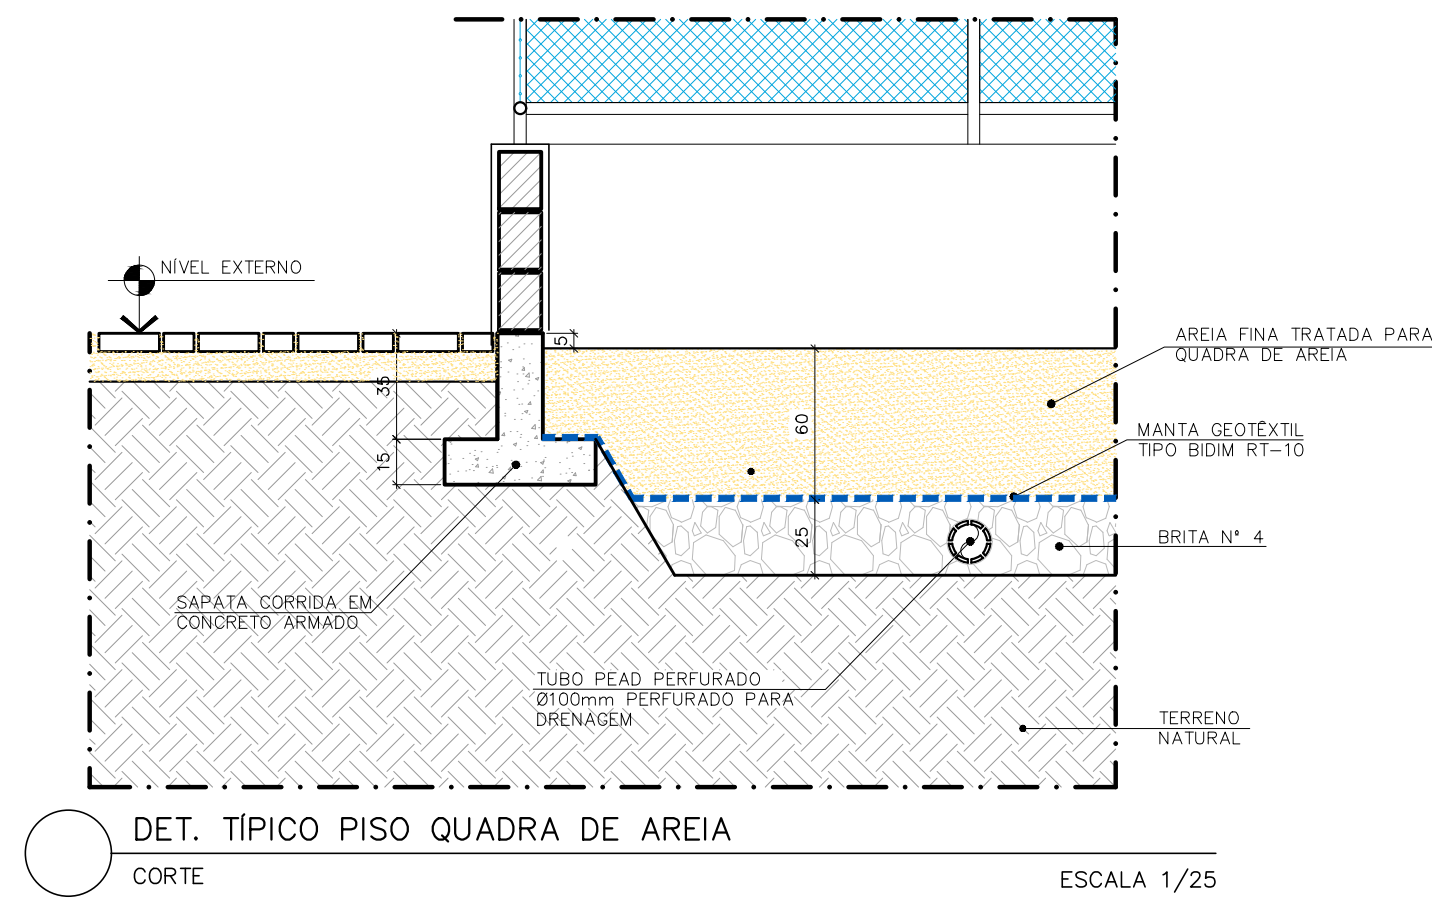 NÍVEL EXTERNO
5
AREIA FINA TRATADA PARA
QUADRA DE AREIA
35
60
MANTA GEOTÊXTIL
TIPO BIDIM RT-10
15
25
BRITA N° 4
SAPATA CORRIDA EM
CONCRETO ARMADO
TUBO PEAD PERFURADO
Ø100mm PERFURADO PARA
DRENAGEM
TERRENO
NATURAL
DET. TÍPICO PISO QUADRA DE AREIA
CORTE
ESCALA 1/25